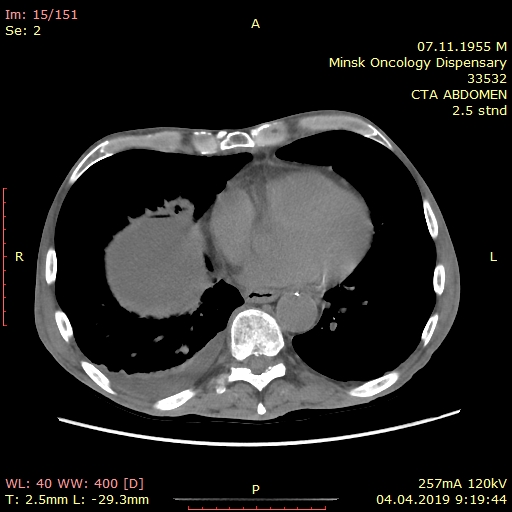 Im: 15/151
Se: 2
A
07.11.1955 M
Minsk Oncology Dispensary
33532
CTA ABDOMEN
2.5 stnd
R
L
WL: 40 WW: 400 [D]
T: 2.5mm L: -29.3mm
P
257mA 120kV
04.04.2019 9:19:44